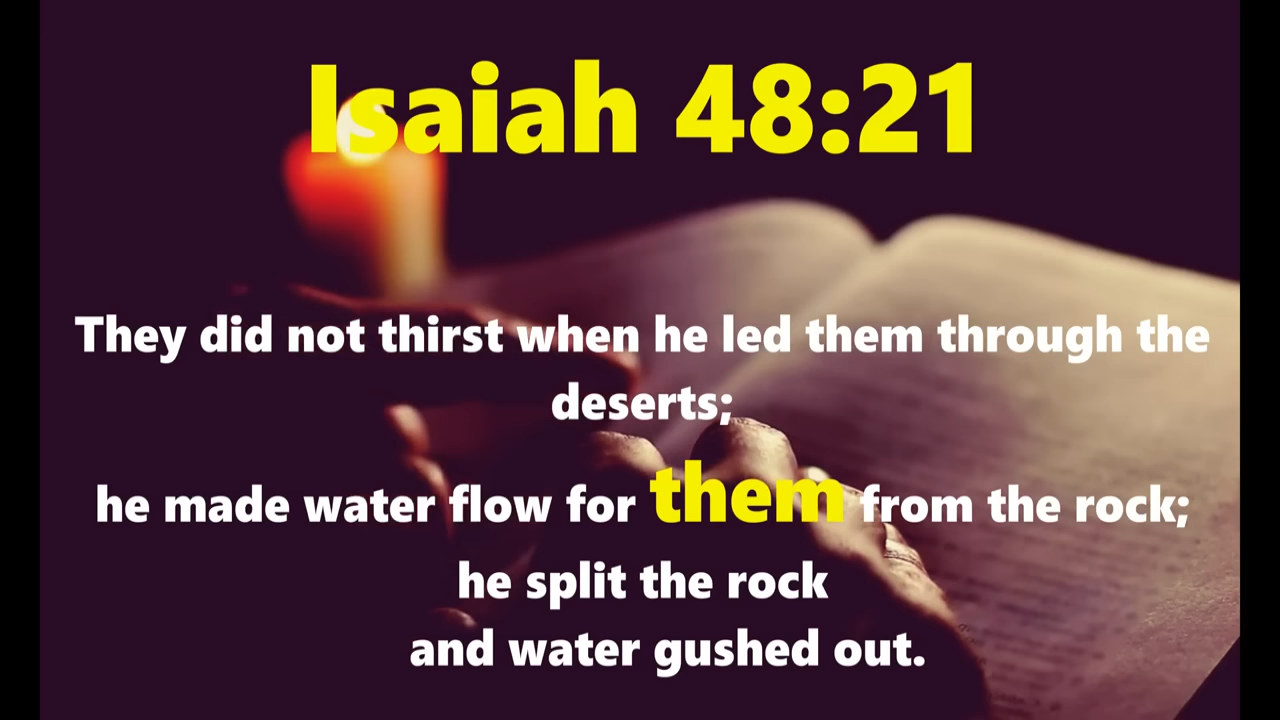 Isaiah 48:21
They did not thirst when he led them through the
deserts;
he made water flow for them from the rock;
he split the rock
and water gushed out.